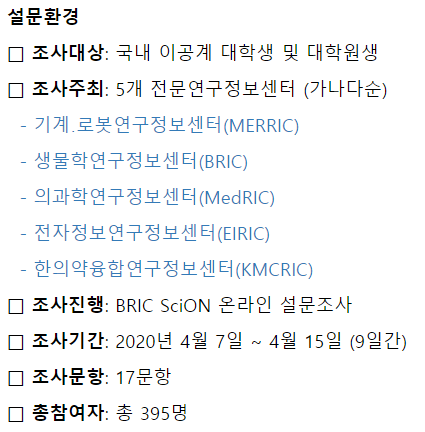 설문환경
□ 조사대상: 국내 이공계 대학생 및 대학원생
□ 조사주최: 5개 전문연구정보센터 (가나다순)
- 기계.로봇연구정보센터(MERRIC)
- 생물학연구정보센터(BRIC)
- 의과학연구정보센터(MedRIC)
- 전자정보연구정보센터(EIRIC)
- 한의약융합연구정보센터(KMCRIC)
□ 조사진행: BRIC SciON 온라인 설문조사
□ 조사기간: 2020년 4월 7일 ~ 4월 15일 (9일간)
□ 조사문항: 17문항
□ 총참여자: 총 395명